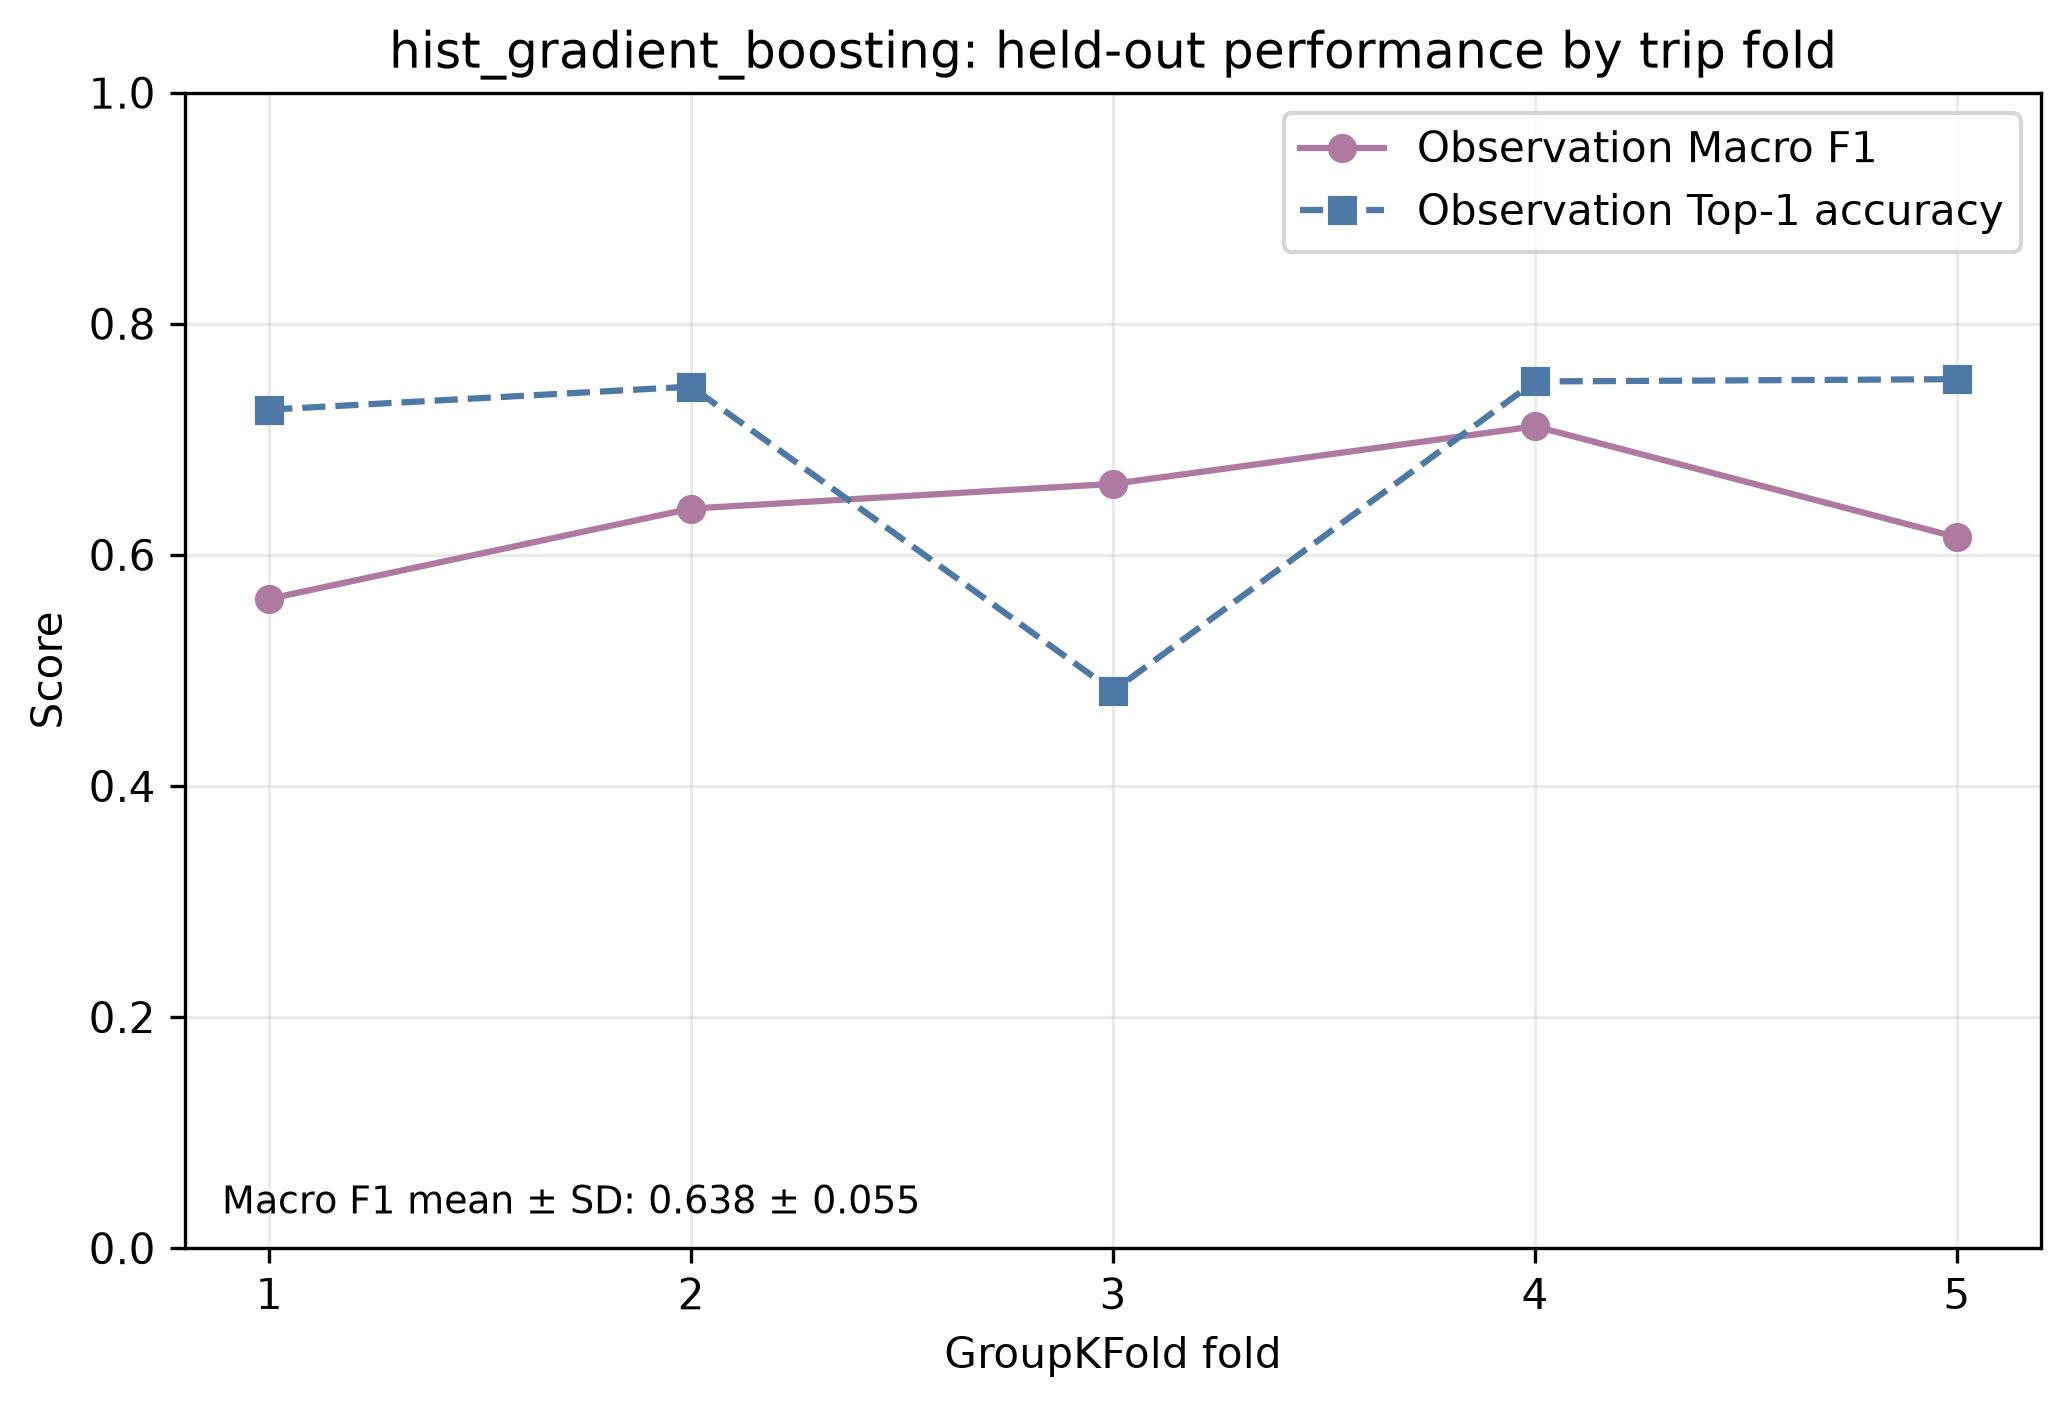 hist_gradient_boosting: held-out performance by trip fold
1.0
Observation Macro F1
Observation Top-1 accuracy
0.8
0.6
Score
0.4
0.2
Macro F1 mean ± SD: 0.638 ± 0.055
0.0
1 2 3 4 5
GroupKFold fold